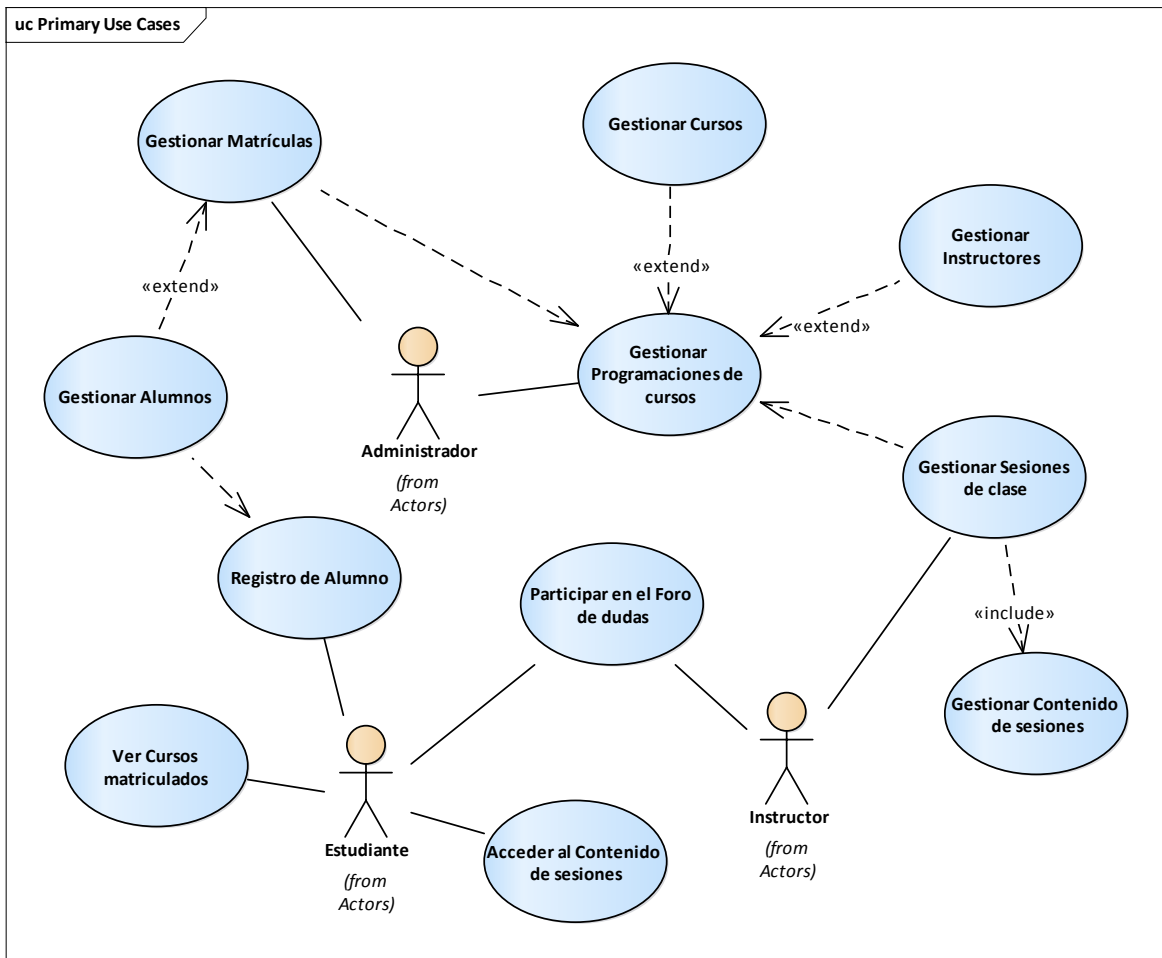 uc Primary Use Cases
Gestionar Matrículas
Gestionar Cursos
Gestionar
Instructores
«extend»
«extend»
«extend»
Gestionar
Programaciones de
cursos
Gestionar Alumnos
Administrador
(from
Actors)
Gestionar Sesiones
de clase
Registro de Alumno
Participar en el Foro
de dudas
«include»
Gestionar Contenido
de sesiones
Ver Cursos
matriculados
Estudiante
(from
Actors)
Acceder al Contenido
de sesiones
Instructor
(from
Actors)